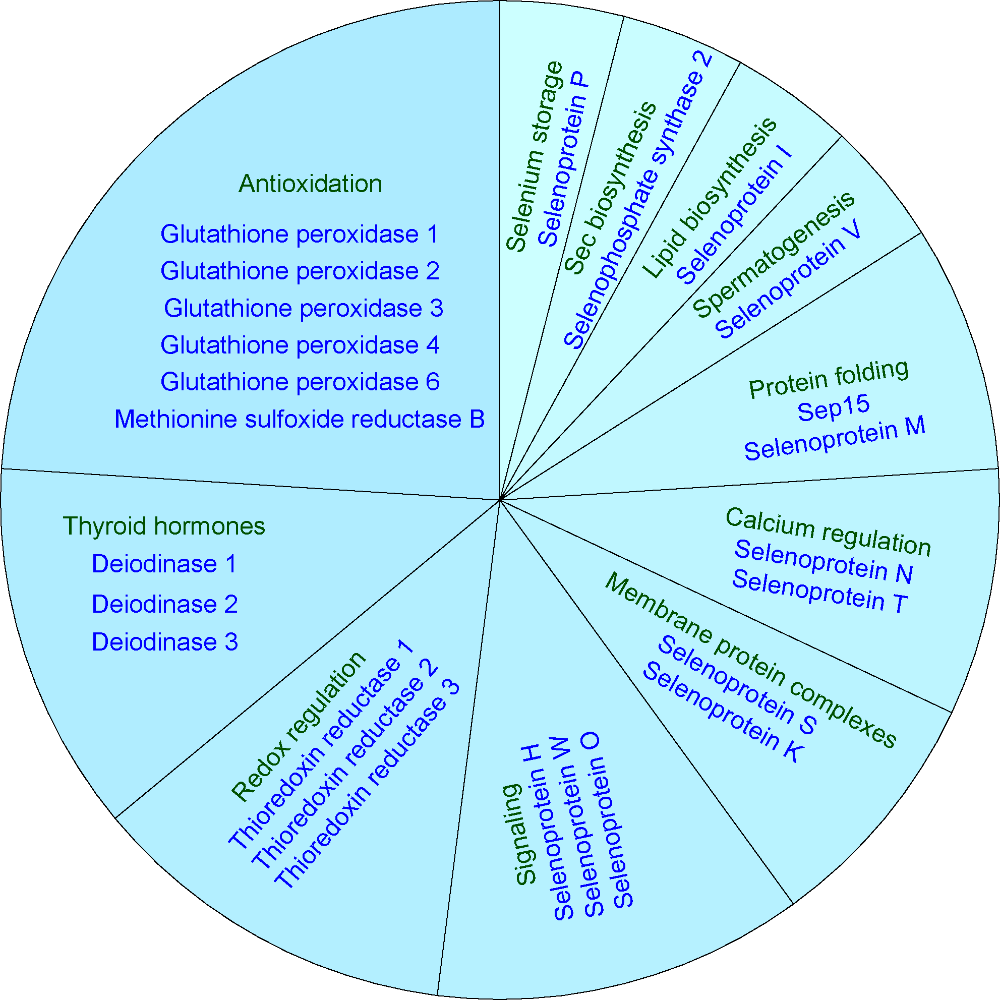 Selenium storage
Selenoprotein P
Sec biosynthesis
Selenophosphate synthase 2
Lipid biosynthesis
Selenoprotein I
Spermatogenesis
Selenoprotein V
Protein folding
Sep15
Selenoprotein M
Calcium regulation
Selenoprotein N
Selenoprotein T
Membrane protein complexes
Selenoprotein S
Selenoprotein K
Signaling
Selenoprotein H
Selenoprotein W
Selenoprotein O
Redox regulation
Thioredoxin reductase 1
Thioredoxin reductase 2
Thioredoxin reductase 3
Thyroid hormones
Deiodinase 1
Deiodinase 2
Deiodinase 3
Antioxidation
Glutathione peroxidase 1
Glutathione peroxidase 2
Glutathione peroxidase 3
Glutathione peroxidase 4
Glutathione peroxidase 6
Methionine sulfoxide reductase B